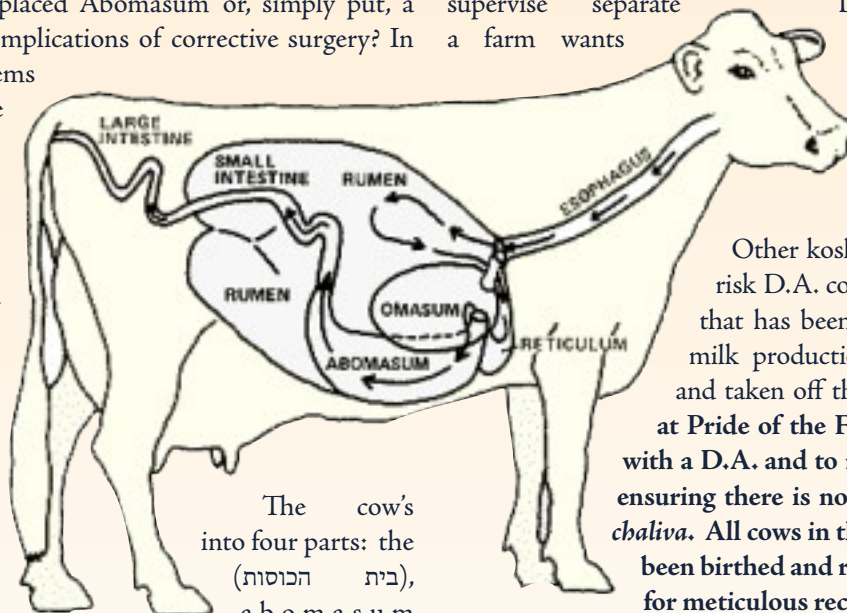 placed Abomasum or, simply put, a
mplications of corrective surgery? In
ems
e
supervise separate
a farm wants
LARGE
INTESTINE
SMALL
INTESTINE
RUMEN
ESOPHAGUS
RUMEN
OMASUM
ABOMASUM
RETICULUM
The cow's
into four parts: the
(בית הכוסות),
abomasum
Other kosh
risk D.A. co
that has been
milk producti
and taken off th
at Pride of the F
with a D.A. and to r
ensuring there is no
chaliva. All cows in th
been birthed and r
for meticulous rec